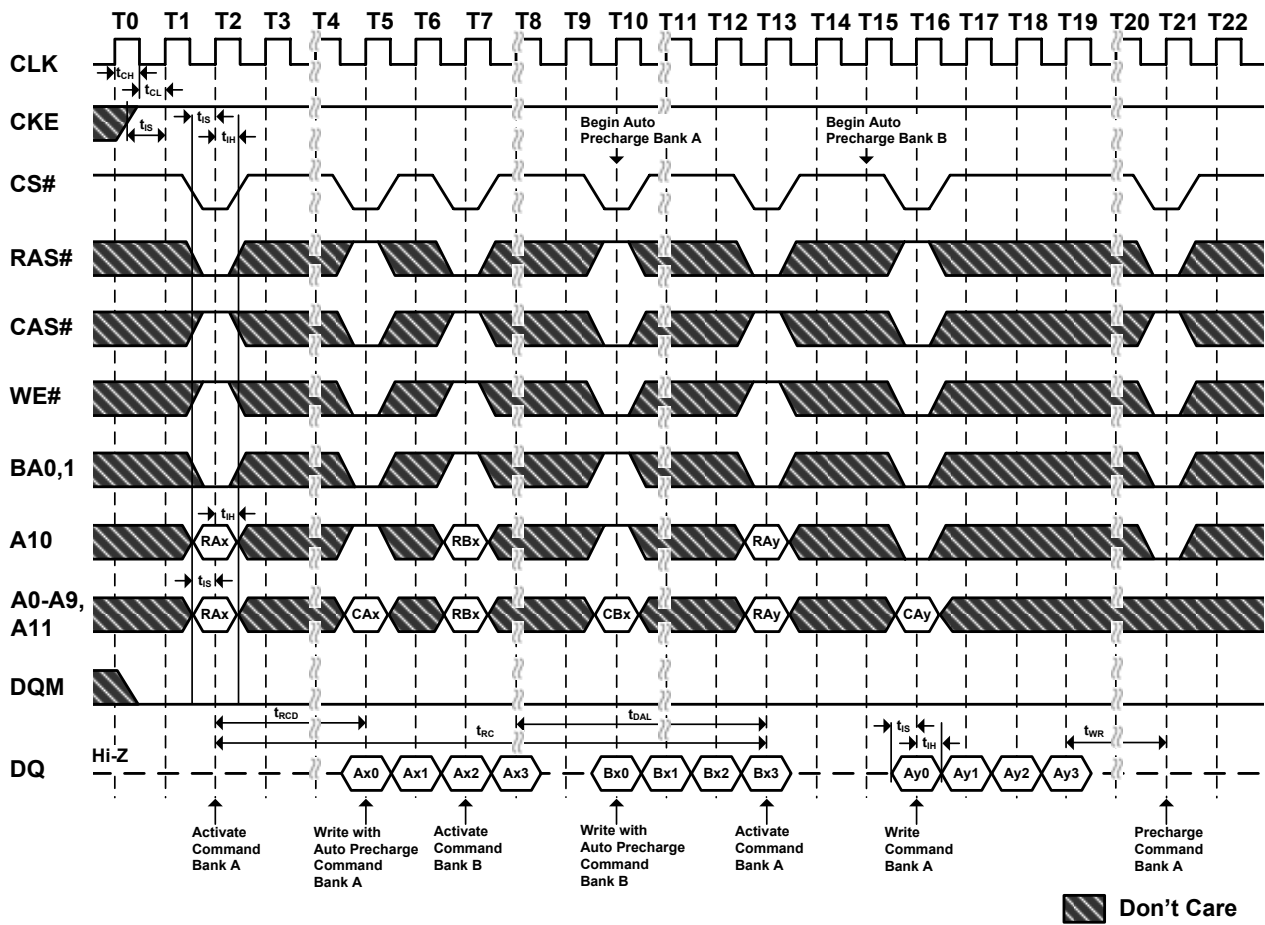 T0 T1 T2 T3 T4 T5 T6 T7 T8 T9 T10 T11 T12 T13 T14 T15 T16 T17 T18 T19 T20 T21 T22
CLK
tCH
tCL
CKE
tIS
tIS
tIH
Begin Auto
Precharge Bank A
Begin Auto
Precharge Bank B
CS#
RAS#
CAS#
WE#
BA0,1
tIH
A10
RAx RBx RAy
tIS
A0-A9,
A11
RAx CAx RBx CBx RAy CAy
DQM
tRCD
tDAL
tRC
tIS
tIH
tWR
Hi-Z
DQ
Ax0 Ax1 Ax2 Ax3 Bx0 Bx1 Bx2 Bx3 Ay0 Ay1 Ay2 Ay3
Activate
Command
Bank A
Write with
Auto Precharge
Command
Bank A
Activate
Command
Bank B
Write with
Auto Precharge
Command
Bank B
Activate
Command
Bank A
Write
Command
Bank A
Precharge
Command
Bank A
Don't Care